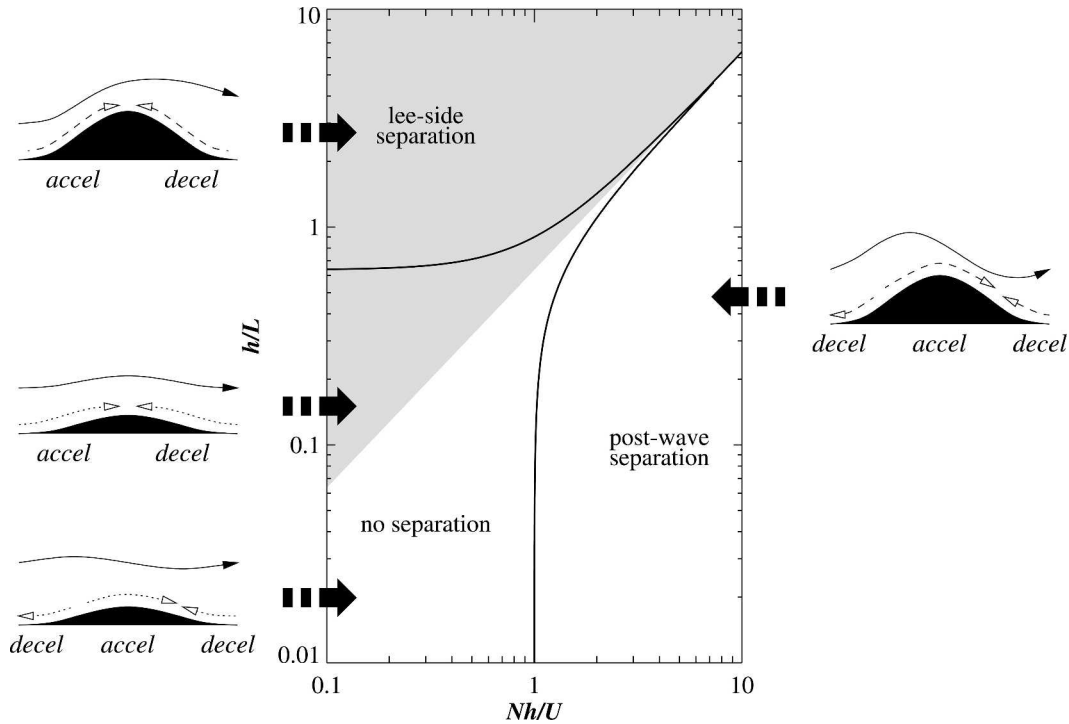 10
lee-side
separation
accel decel
1
h/L
decel accel decel
accel decel
0.1
post-wave
separation
no separation
decel accel decel
0.01
0.1 1 10
Nh/U